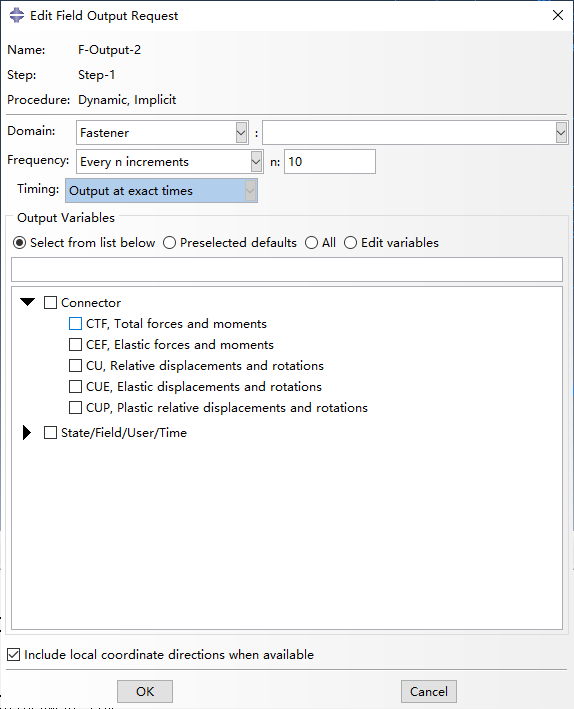 Edit Field Output Request
Name: F-Output-2
Step: Step-1
Procedure: Dynamic, Implicit
Domain: Fastener :
Frequency: Every n increments n: 10
Timing: Output at exact times
Output Variables
Select from list below Preselected defaults All Edit variables
Connector
CTF, Total forces and moments
CEF, Elastic forces and moments
CU, Relative displacements and rotations
CUE, Elastic displacements and rotations
CUP, Plastic relative displacements and rotations
State/Field/User/Time
Include local coordinate directions when available
OK Cancel